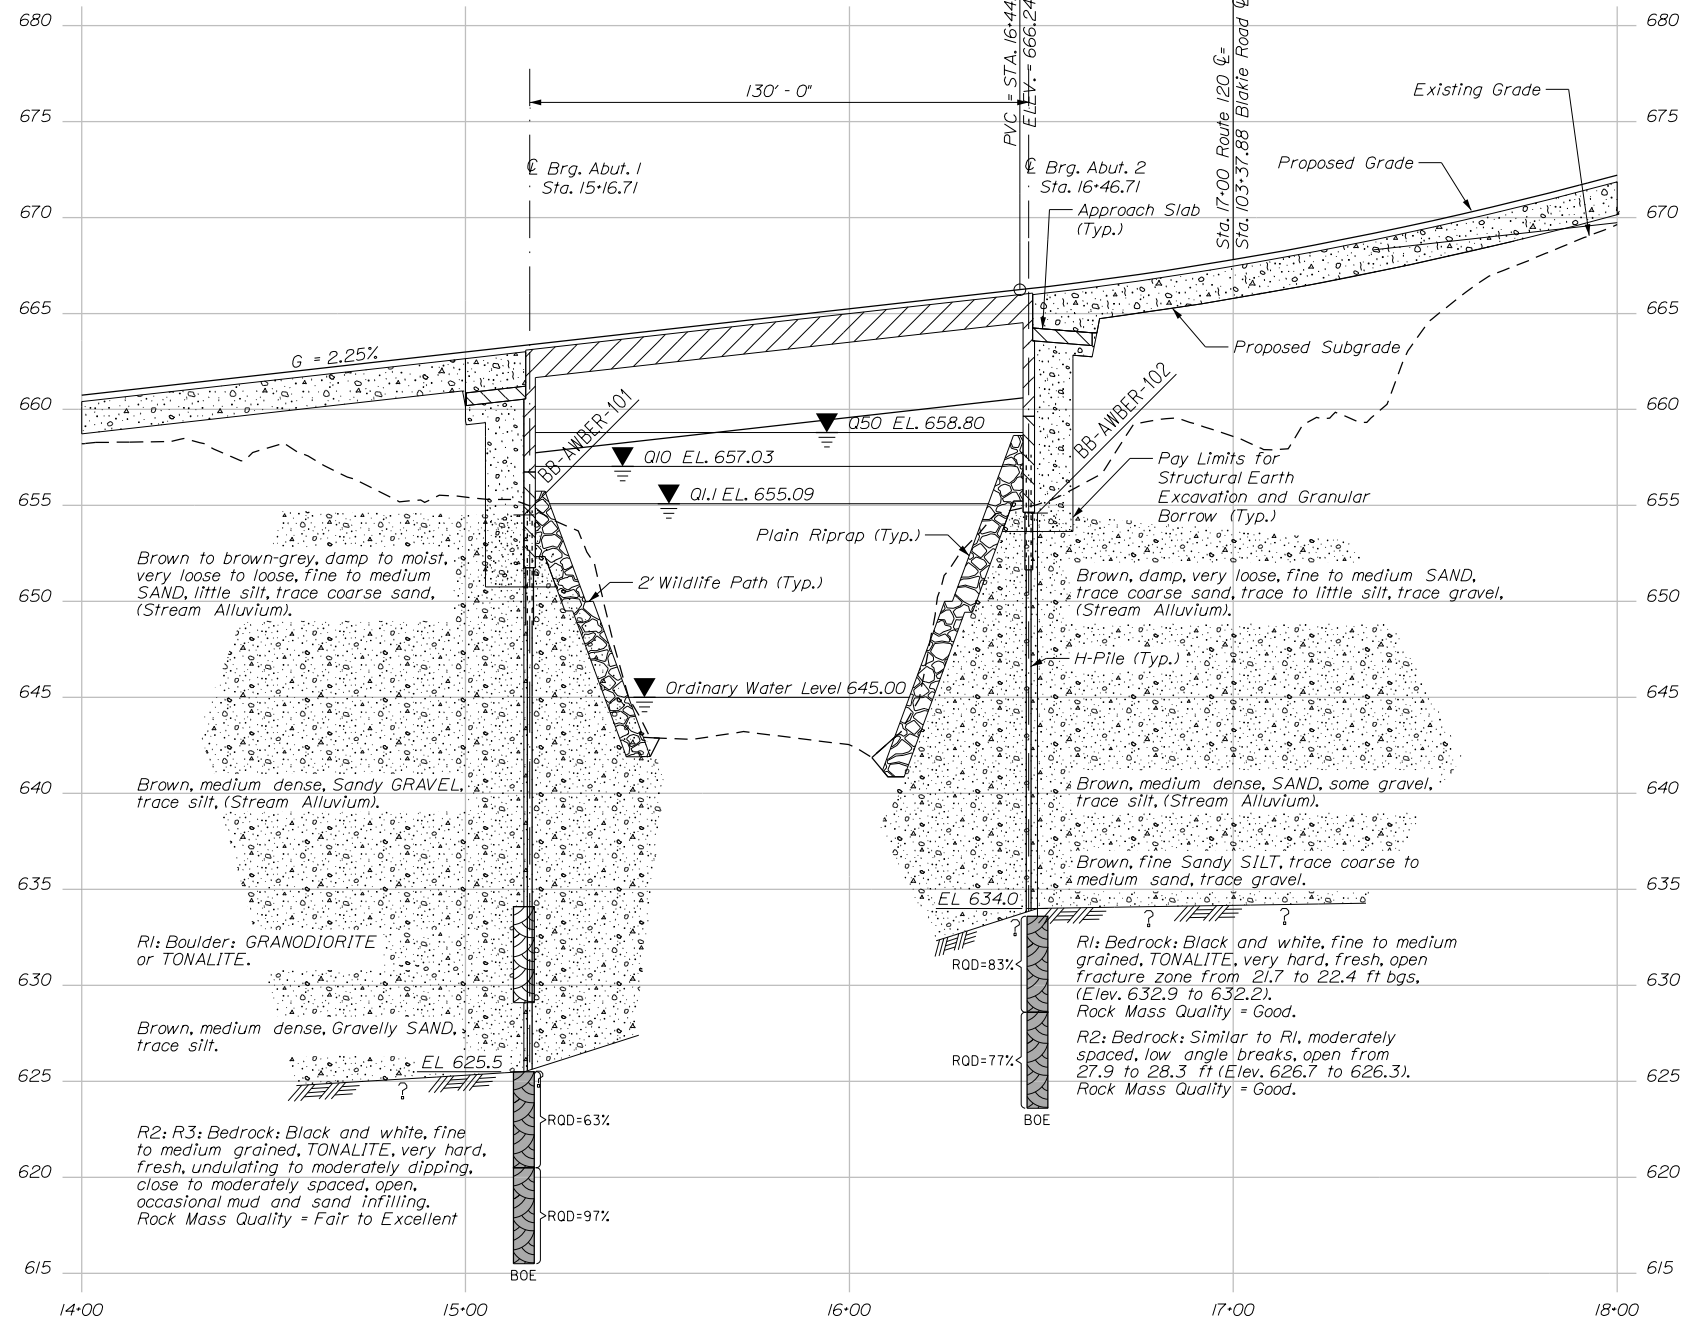 680
680
675
675
670
670
665
665
660
660
655
655
650
650
645
645
640
640
635
635
630
630
625
625
620
620
615
615
14+00
15+00
16+00
17+00
18+00
130' - 0"
PVC = STA. 16+44.
ELEV. = 666.24
Sta. 17+00 Route 120 ℄=
Sta. 103+37.88 Blakie Road ℄
℄ Brg. Abut. 1
Sta. 15+16.71
℄ Brg. Abut. 2
Sta. 16+46.71
Approach Slab
(Typ.)
Existing Grade
Proposed Grade
Proposed Subgrade
G = 2.25%
BB-AWBER-101
BB-AWBER-102
Q50 EL. 658.80
Q10 EL. 657.03
Q1.1 EL. 655.09
Plain Riprap (Typ.)
2' Wildlife Path (Typ.)
Ordinary Water Level 645.00
Pay Limits for
Structural Earth
Excavation and Granular
Borrow (Typ.)
H-Pile (Typ.)
Brown to brown-grey, damp to moist,
very loose to loose, fine to medium
SAND, little silt, trace coarse sand,
(Stream Alluvium).
Brown, damp, very loose, fine to medium SAND,
trace coarse sand, trace to little silt, trace gravel,
(Stream Alluvium).
Brown, medium dense, Sandy GRAVEL,
trace silt, (Stream Alluvium).
Brown, medium dense, SAND, some gravel,
trace silt, (Stream Alluvium).
Brown, fine Sandy SILT, trace coarse to
medium sand, trace gravel.
EL 634.0
?
?
?
R1: Boulder: GRANODIORITE
or TONALITE.
Brown, medium dense, Gravelly SAND,
trace silt.
EL 625.5
?
?
RQD=83%
RQD=77%
BOE
R1: Bedrock: Black and white, fine to medium
grained, TONALITE, very hard, fresh, open
fracture zone from 21.7 to 22.4 ft bgs,
(Elev. 632.9 to 632.2).
Rock Mass Quality = Good.
R2: Bedrock: Similar to R1, moderately
spaced, low angle breaks, open from
27.9 to 28.3 ft (Elev. 626.7 to 626.3).
Rock Mass Quality = Good.
R2: R3: Bedrock: Black and white, fine
to medium grained, TONALITE, very hard,
fresh, undulating to moderately dipping,
close to moderately spaced, open,
occasional mud and sand infilling.
Rock Mass Quality = Fair to Excellent
RQD=63%
RQD=97%
BOE